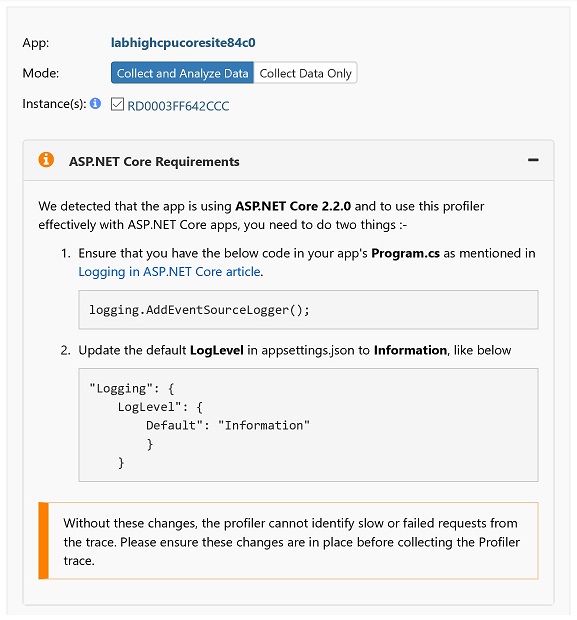 App: labhighcpucoresite84c0
Mode: Collect and Analyze Data Collect Data Only
Instance(s): RD0003FF642CCC
ASP.NET Core Requirements
We detected that the app is using ASP.NET Core 2.2.0 and to use this profiler
effectively with ASP.NET Core apps, you need to do two things :-
1. Ensure that you have the below code in your app's Program.cs as mentioned in
Logging in ASP.NET Core article.
logging.AddEventSourceLogger();
2. Update the default LogLevel in appsettings.json to Information, like below
"Logging": {
LogLevel": {
Default": "Information"
}
}
Without these changes, the profiler cannot identify slow or failed requests from
the trace. Please ensure these changes are in place before collecting the Profiler
trace.